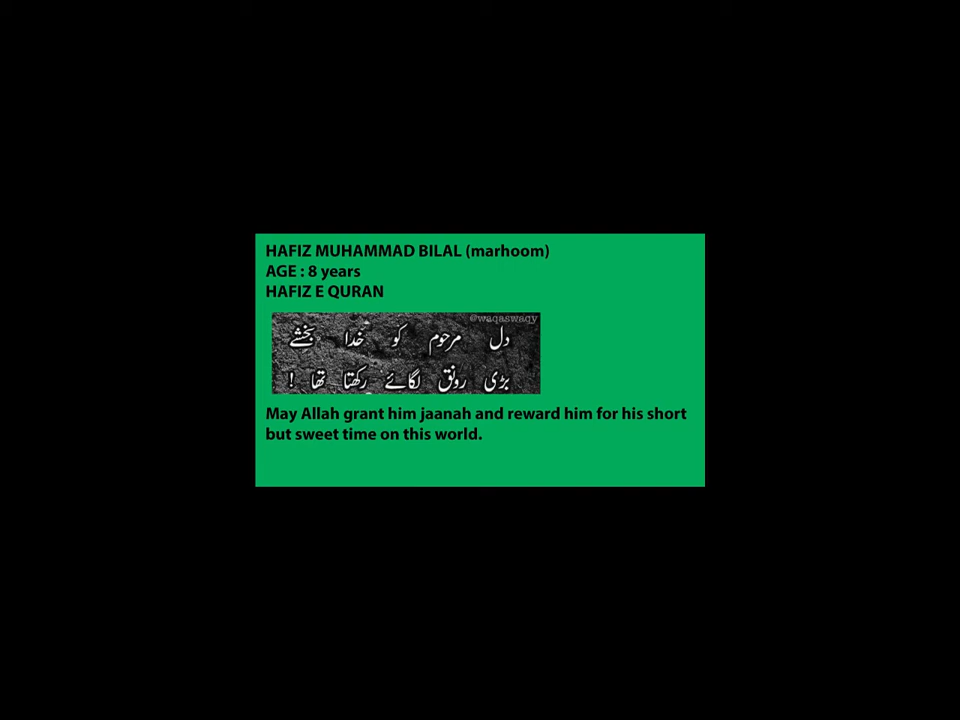 HAFIZ MUHAMMAD BILAL (marhoom)
AGE : 8 years
HAFIZ E QURAN
@waqaswaqy
دل مرحوم کو خدا بخشے
بڑی رونق لگائے رکھتا تھا !
May Allah grant him jaanah and reward him for his short
but sweet time on this world.